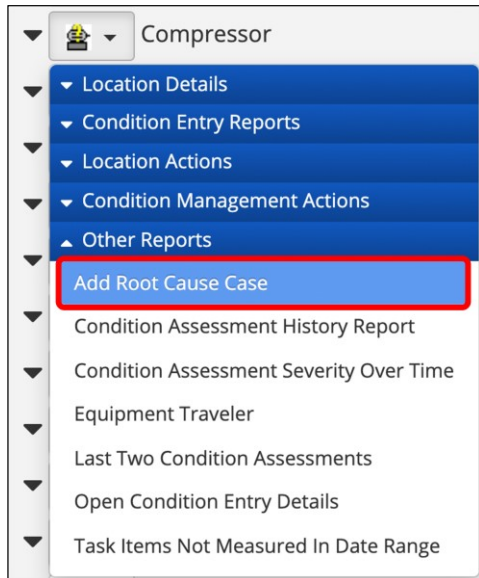 Compressor
Location Details
Condition Entry Reports
Location Actions
Condition Management Actions
Other Reports
Add Root Cause Case
Condition Assessment History Report
Condition Assessment Severity Over Time
Equipment Traveler
Last Two Condition Assessments
Open Condition Entry Details
Task Items Not Measured In Date Range